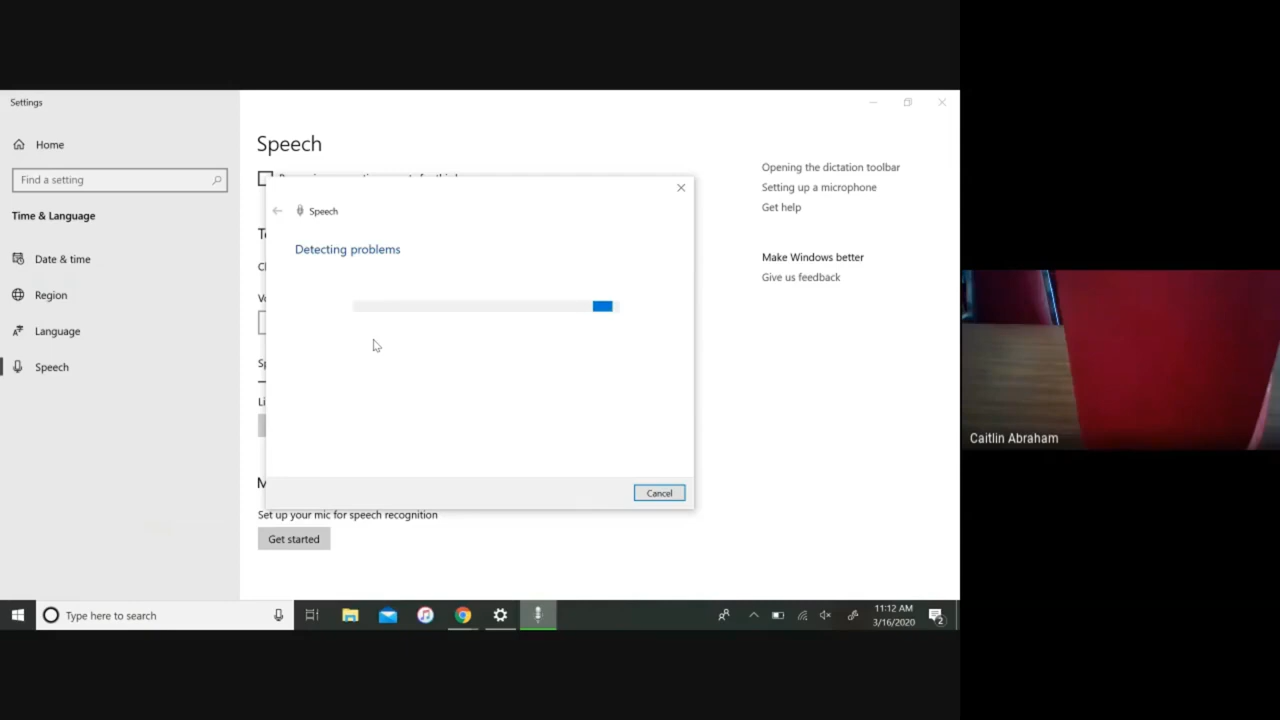 Settings
Home
Find a setting
Time & Language
Date & time
Region
Language
Speech
Speech
Speech
Detecting problems
Cancel
Set up your mic for speech recognition
Get started
Opening the dictation toolbar
Setting up a microphone
Get help
Make Windows better
Give us feedback
Caitlin Abraham
Type here to search
11:12 AM
3/16/2020
2